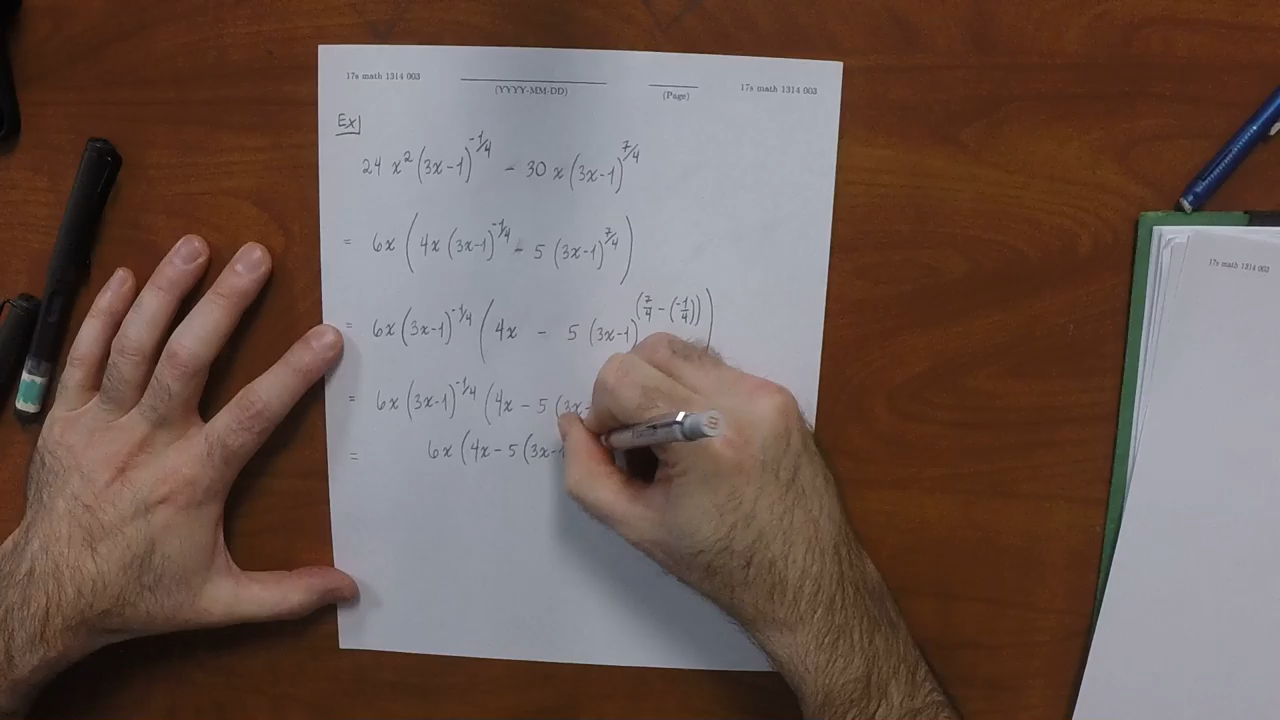 17s math 1314 003 (YYYY-MM-DD) (Page) 17s math 1314 003
Ex
24 x^2 (3x-1)^{-1/4} - 30 x (3x-1)^{7/4}
= 6x (4x (3x-1)^{-1/4} - 5 (3x-1)^{7/4})
= 6x (3x-1)^{-1/4} (4x - 5 (3x-1)^{(7/4 - (-1/4))})
= 6x (3x-1)^{-1/4} (4x - 5 (3x-
= 6x (4x - 5 (3x-1
17s math 1314 003